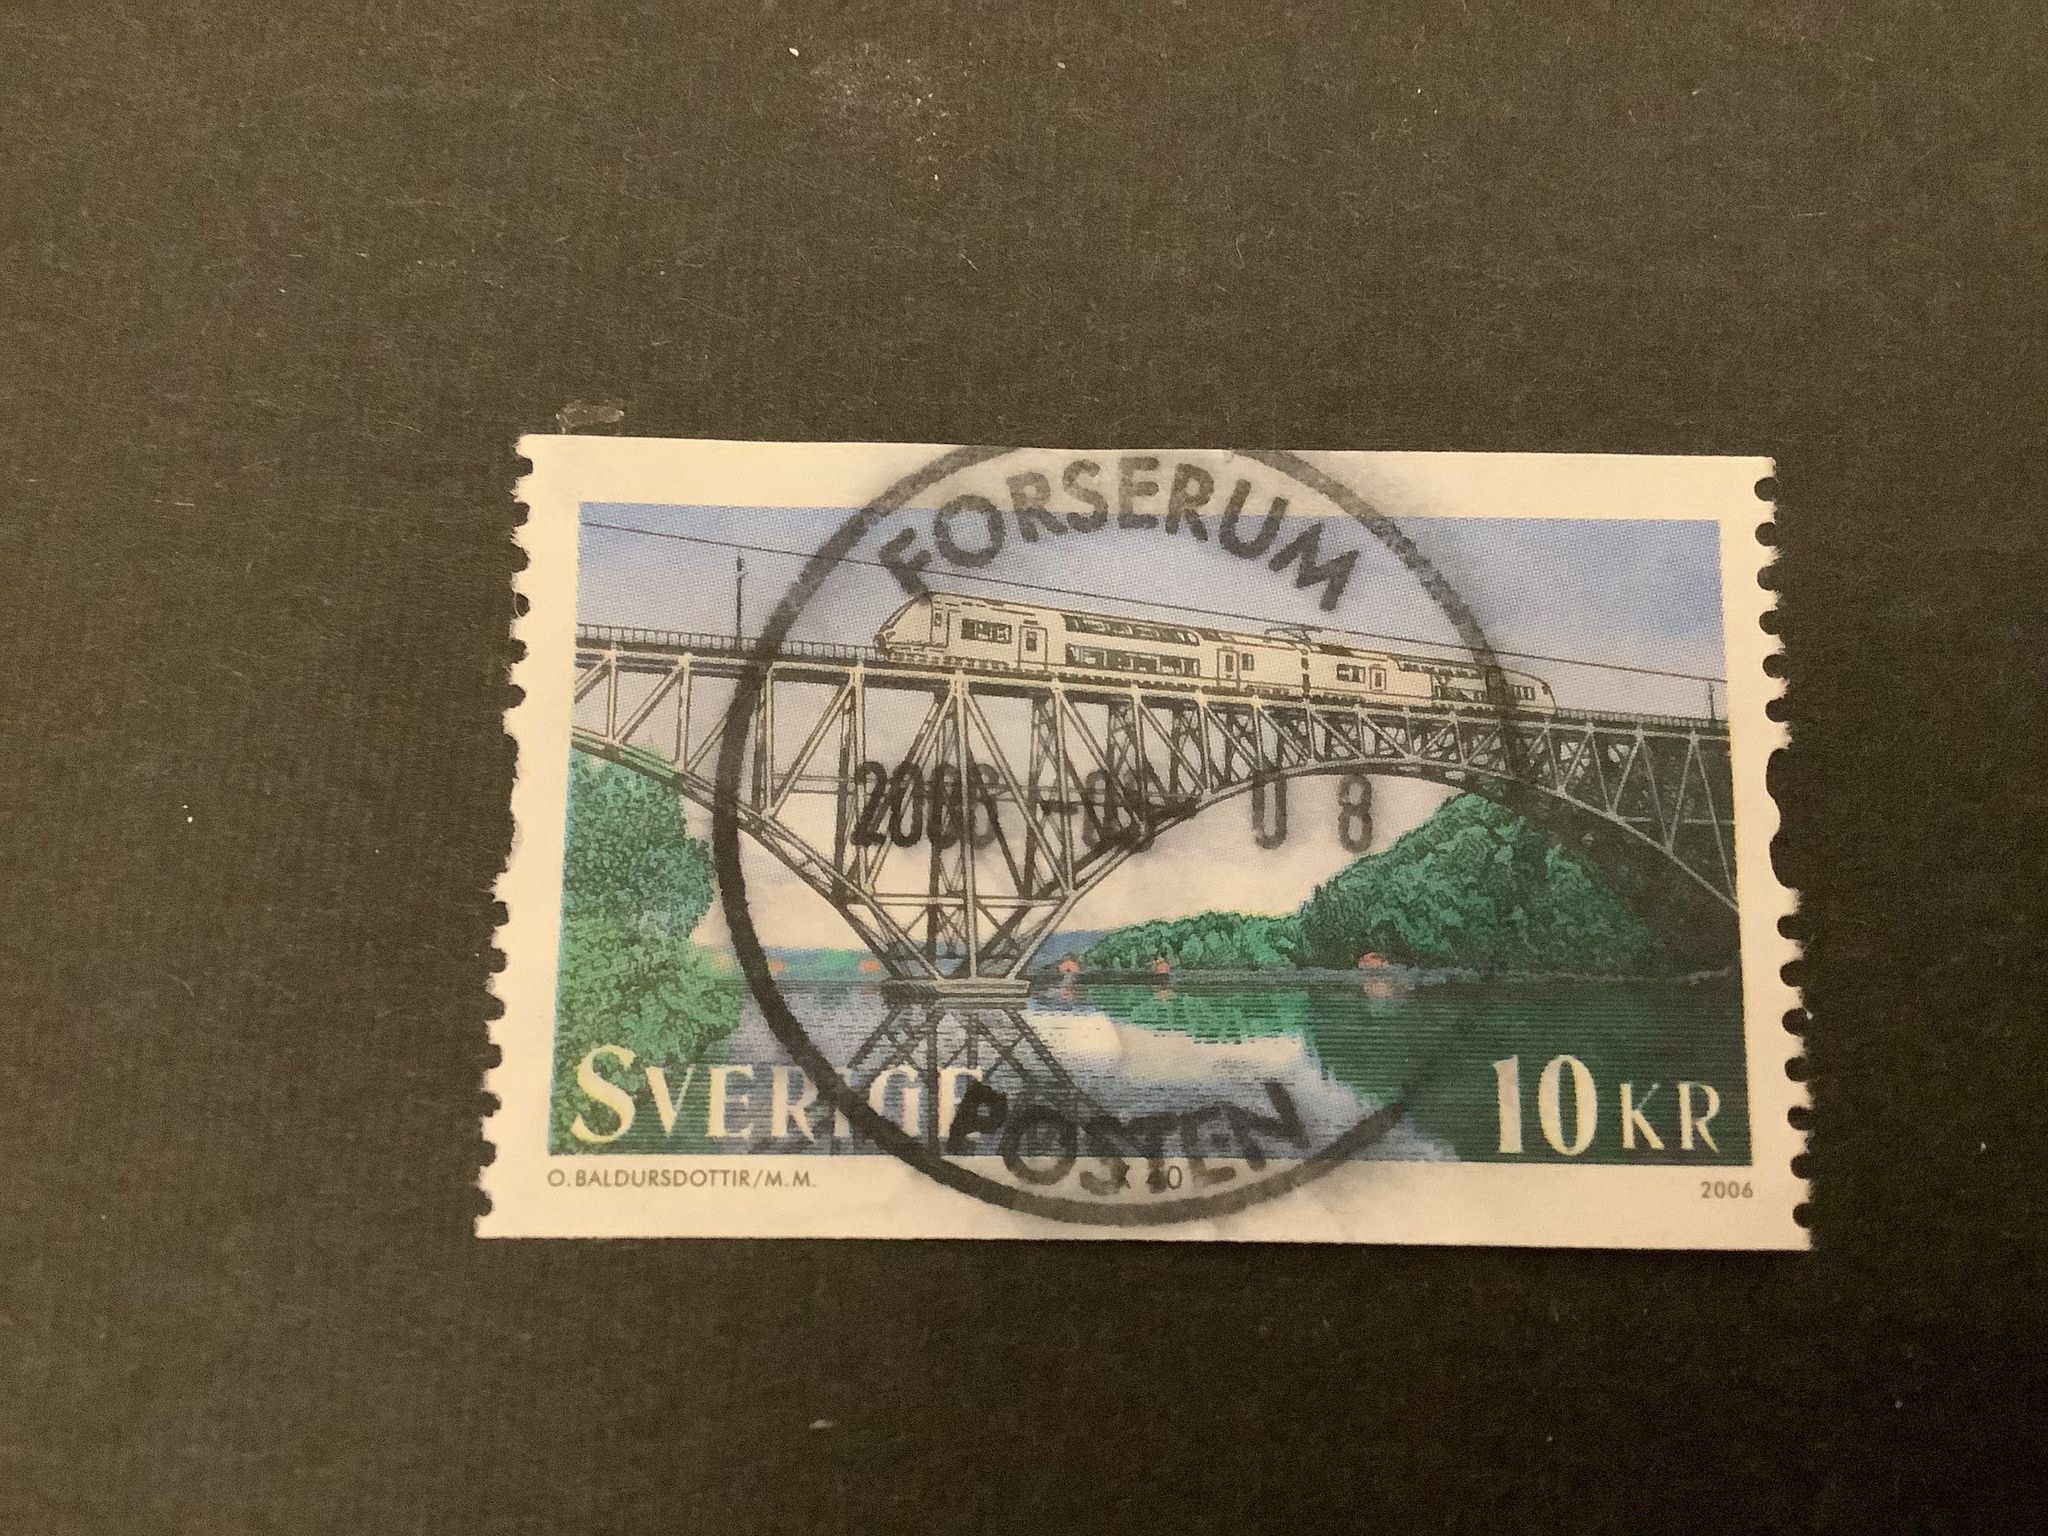 FORSERUM
08
SVERIGE
10 KR
POSTEN
O.BALDURSDOTTIR/M.M.
2006